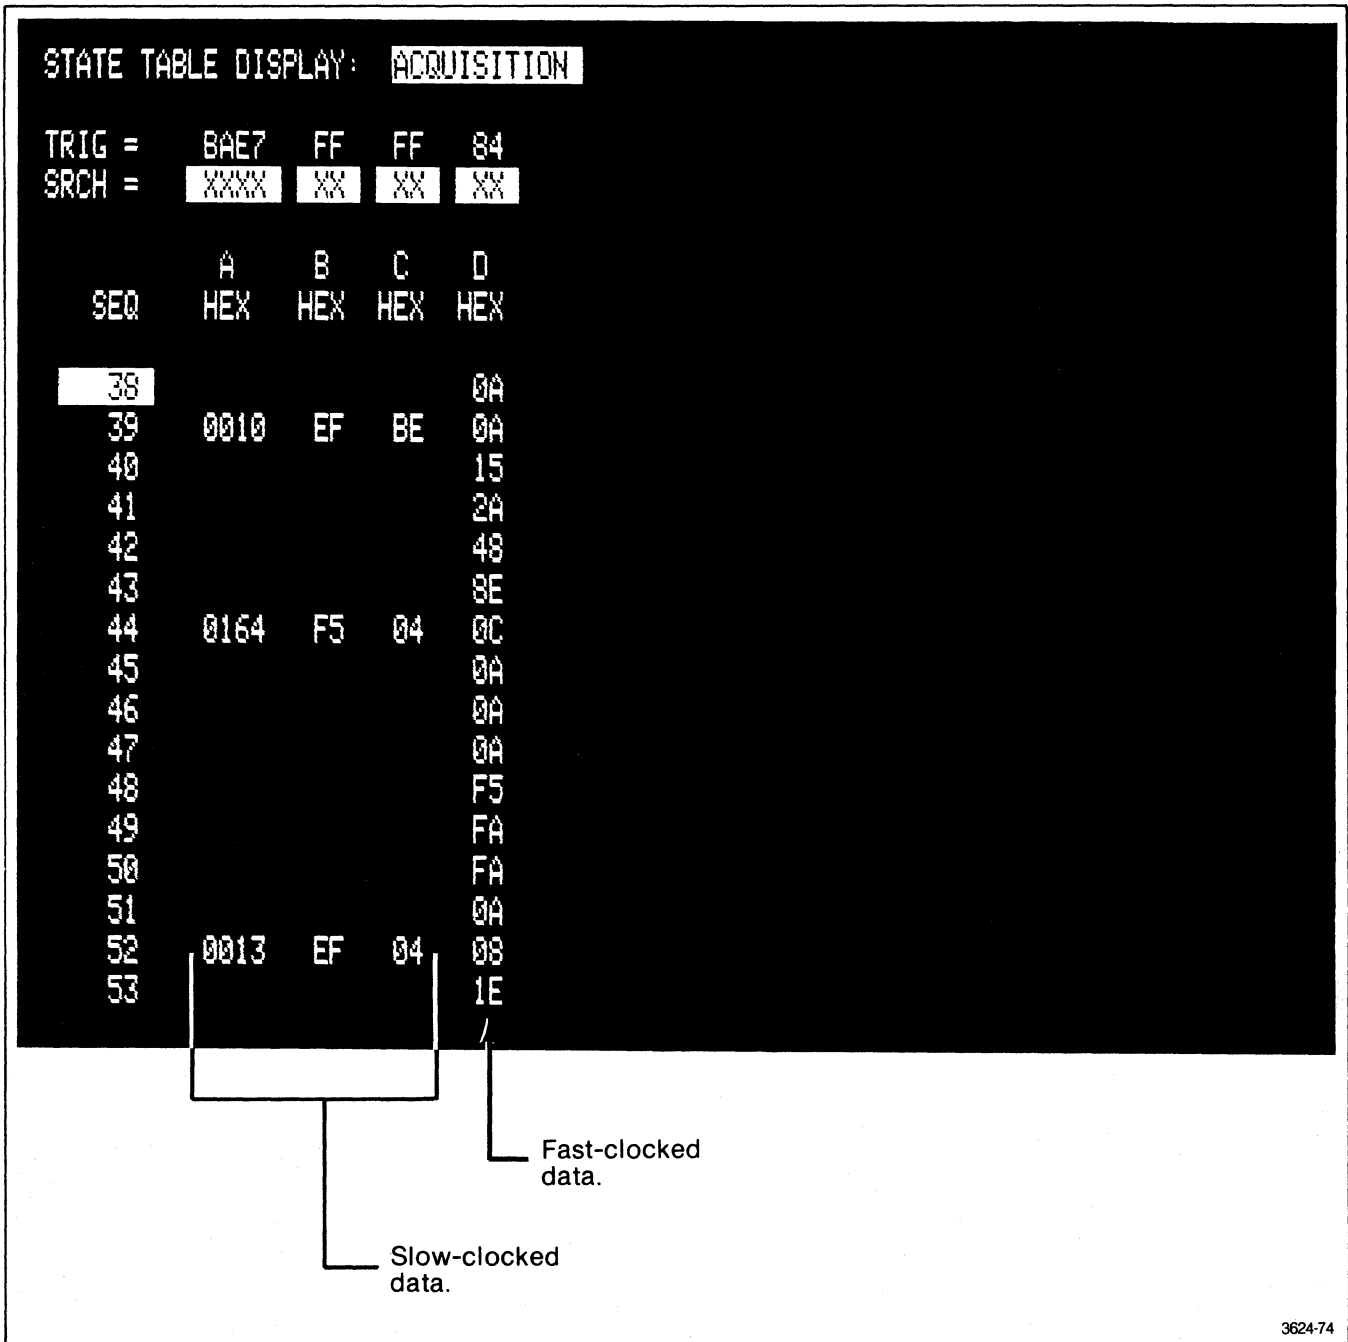 STATE TABLE DISPLAY: ACQUISITION
TRIG = 8AE7 FF FF 84
SRCH = XXXX XX XX XX
A B C D
SEQ HEX HEX HEX HEX
38 0A
39 0010 EF BE 0A
40 15
41 2A
42 48
43 8E
44 0164 F5 04 0C
45 0A
46 0A
47 0A
48 F5
49 FA
50 FA
51 0A
52 0013 EF 04 08
53 1E
Fast-clocked
data.
Slow-clocked
data.
3624-74